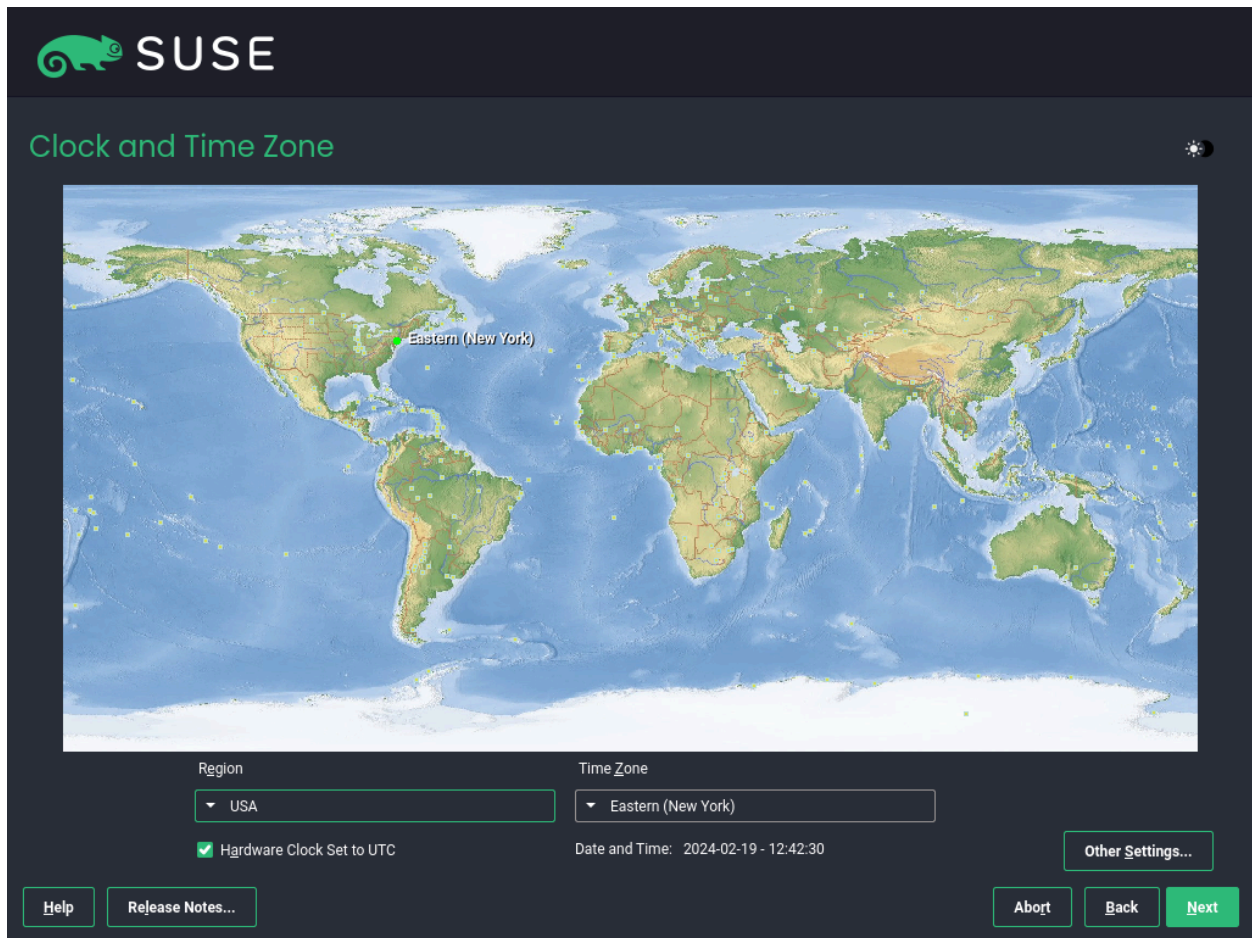 SUSE
Clock and Time Zone
Eastern (New York)
Region
Time Zone
USA
Eastern (New York)
Hardware Clock Set to UTC
Date and Time: 2024-02-19 - 12:42:30
Other Settings...
Help
Release Notes...
Abort
Back
Next